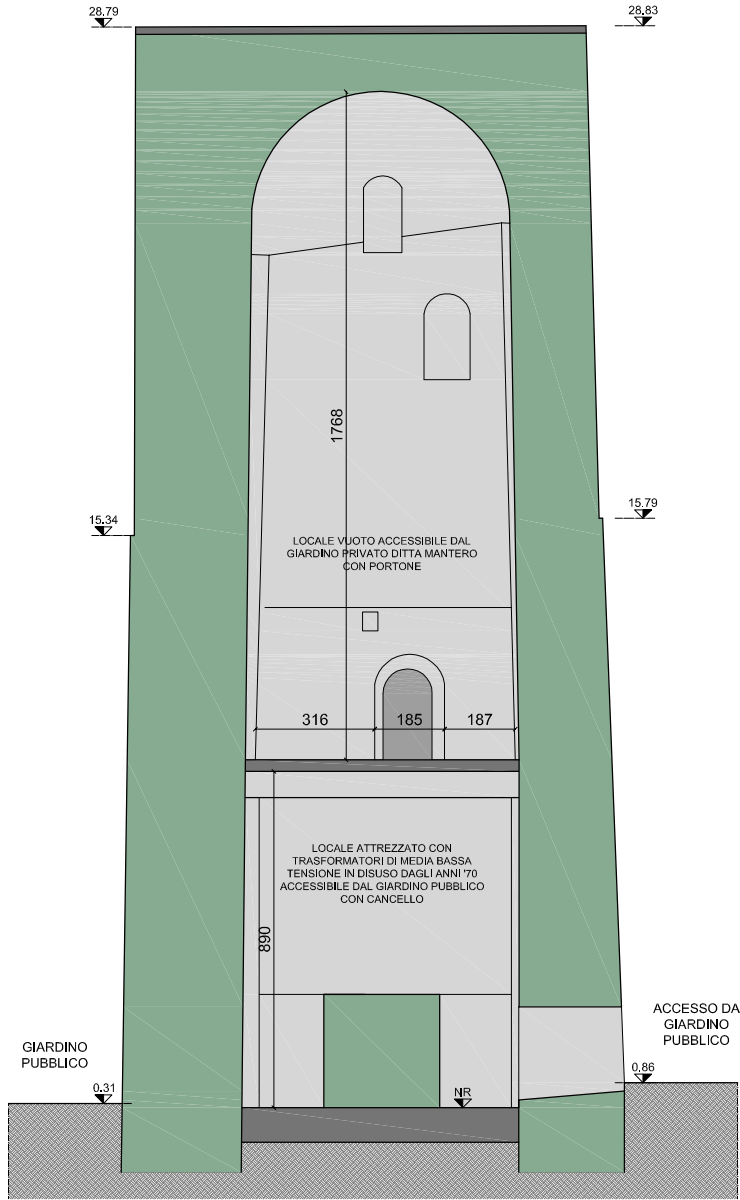 28.79
28.83
1768
15.34
15.79
LOCALE VUOTO ACCESSIBILE DAL
GIARDINO PRIVATO DITTA MANTERO
CON PORTONE
316
185
187
LOCALE ATTREZZATO CON
TRASFORMATORI DI MEDIA BASSA
TENSIONE IN DISUSO DAGLI ANNI '70
ACCESSIBILE DAL GIARDINO PUBBLICO
CON CANCELLO
890
GIARDINO
PUBBLICO
ACCESSO DA
GIARDINO
PUBBLICO
0.31
NR
0.86